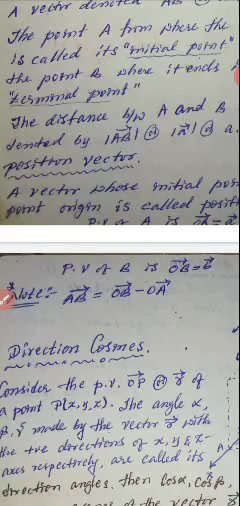 A vector denoted AB
The point A from where the
is called its "initial point"
the point B where it ends
"terminal point"
The distance b/w A and B
dented by |AB| (or) |a| (or) a.
position vector.
A vector whose initial poi
point origin is called posit
P.V of A is OA = a
P.V of B is OB = b
Note:- AB = OB - OA
Direction Cosmes.
Consider the p.v. OP (or) r of
a point P(x,y,z). The angle α,
β, γ made by the vector r with
the +ve directions of x, y & z-
axes respectively, are called its
direction angles, then Cosα, cosβ,
of the vector r